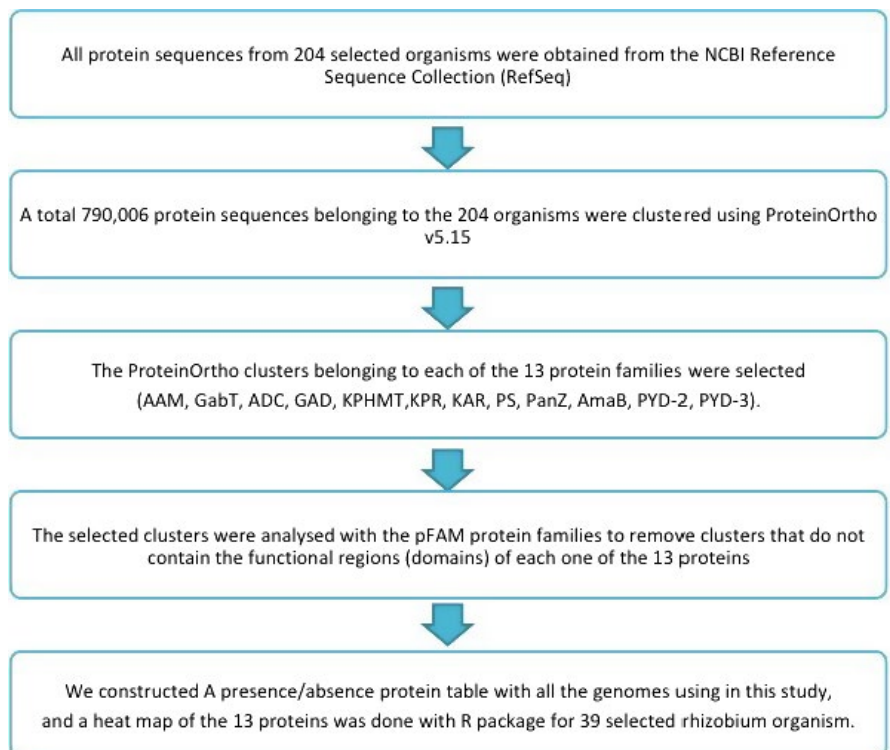 All protein sequences from 204 selected organisms were obtained from the NCBI Reference
Sequence Collection (RefSeq)
A total 790,006 protein sequences belonging to the 204 organism were clustered using ProteinOrtho
v5.15
The ProteinOrtho clusters belonging to each of the 13 protein families were selected
(AAM, GabT, ADC, GAD, KPHMT,KPR, KAR, PS, PanZ, AmaB, PYD-2, PYD-3).
The selected clusters were analysed with the pFAM protein families to remove clusters that do not
contain the functional regions (domains) of each one of the 13 proteins
We constructed A presence/absence protein table with all the genomes using in this study,
and a heat map of the 13 proteins was done with R package for 39 selected rhizobium organism.